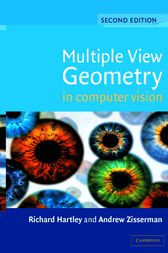 SECOND EDITION
Multiple View
Geometry
in computer vision
Richard Hartley and Andrew Zisserman
CAMBRIDGE